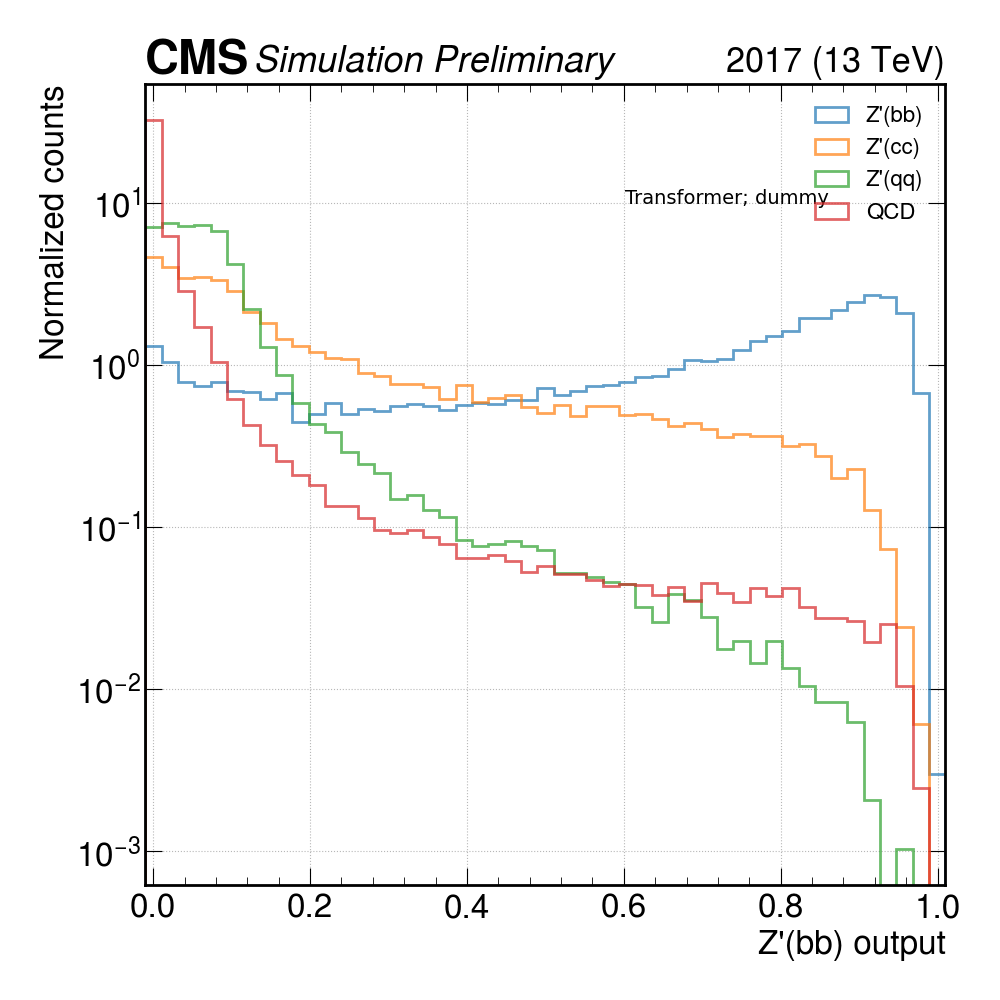 CMS Simulation Preliminary 2017 (13 TeV)
Normalized counts
Z'(bb)
Z'(cc)
Z'(qq)
QCD
Transformer; dummy
10¹
10⁰
10⁻¹
10⁻²
10⁻³
0.0 0.2 0.4 0.6 0.8 1.0
Z'(bb) output